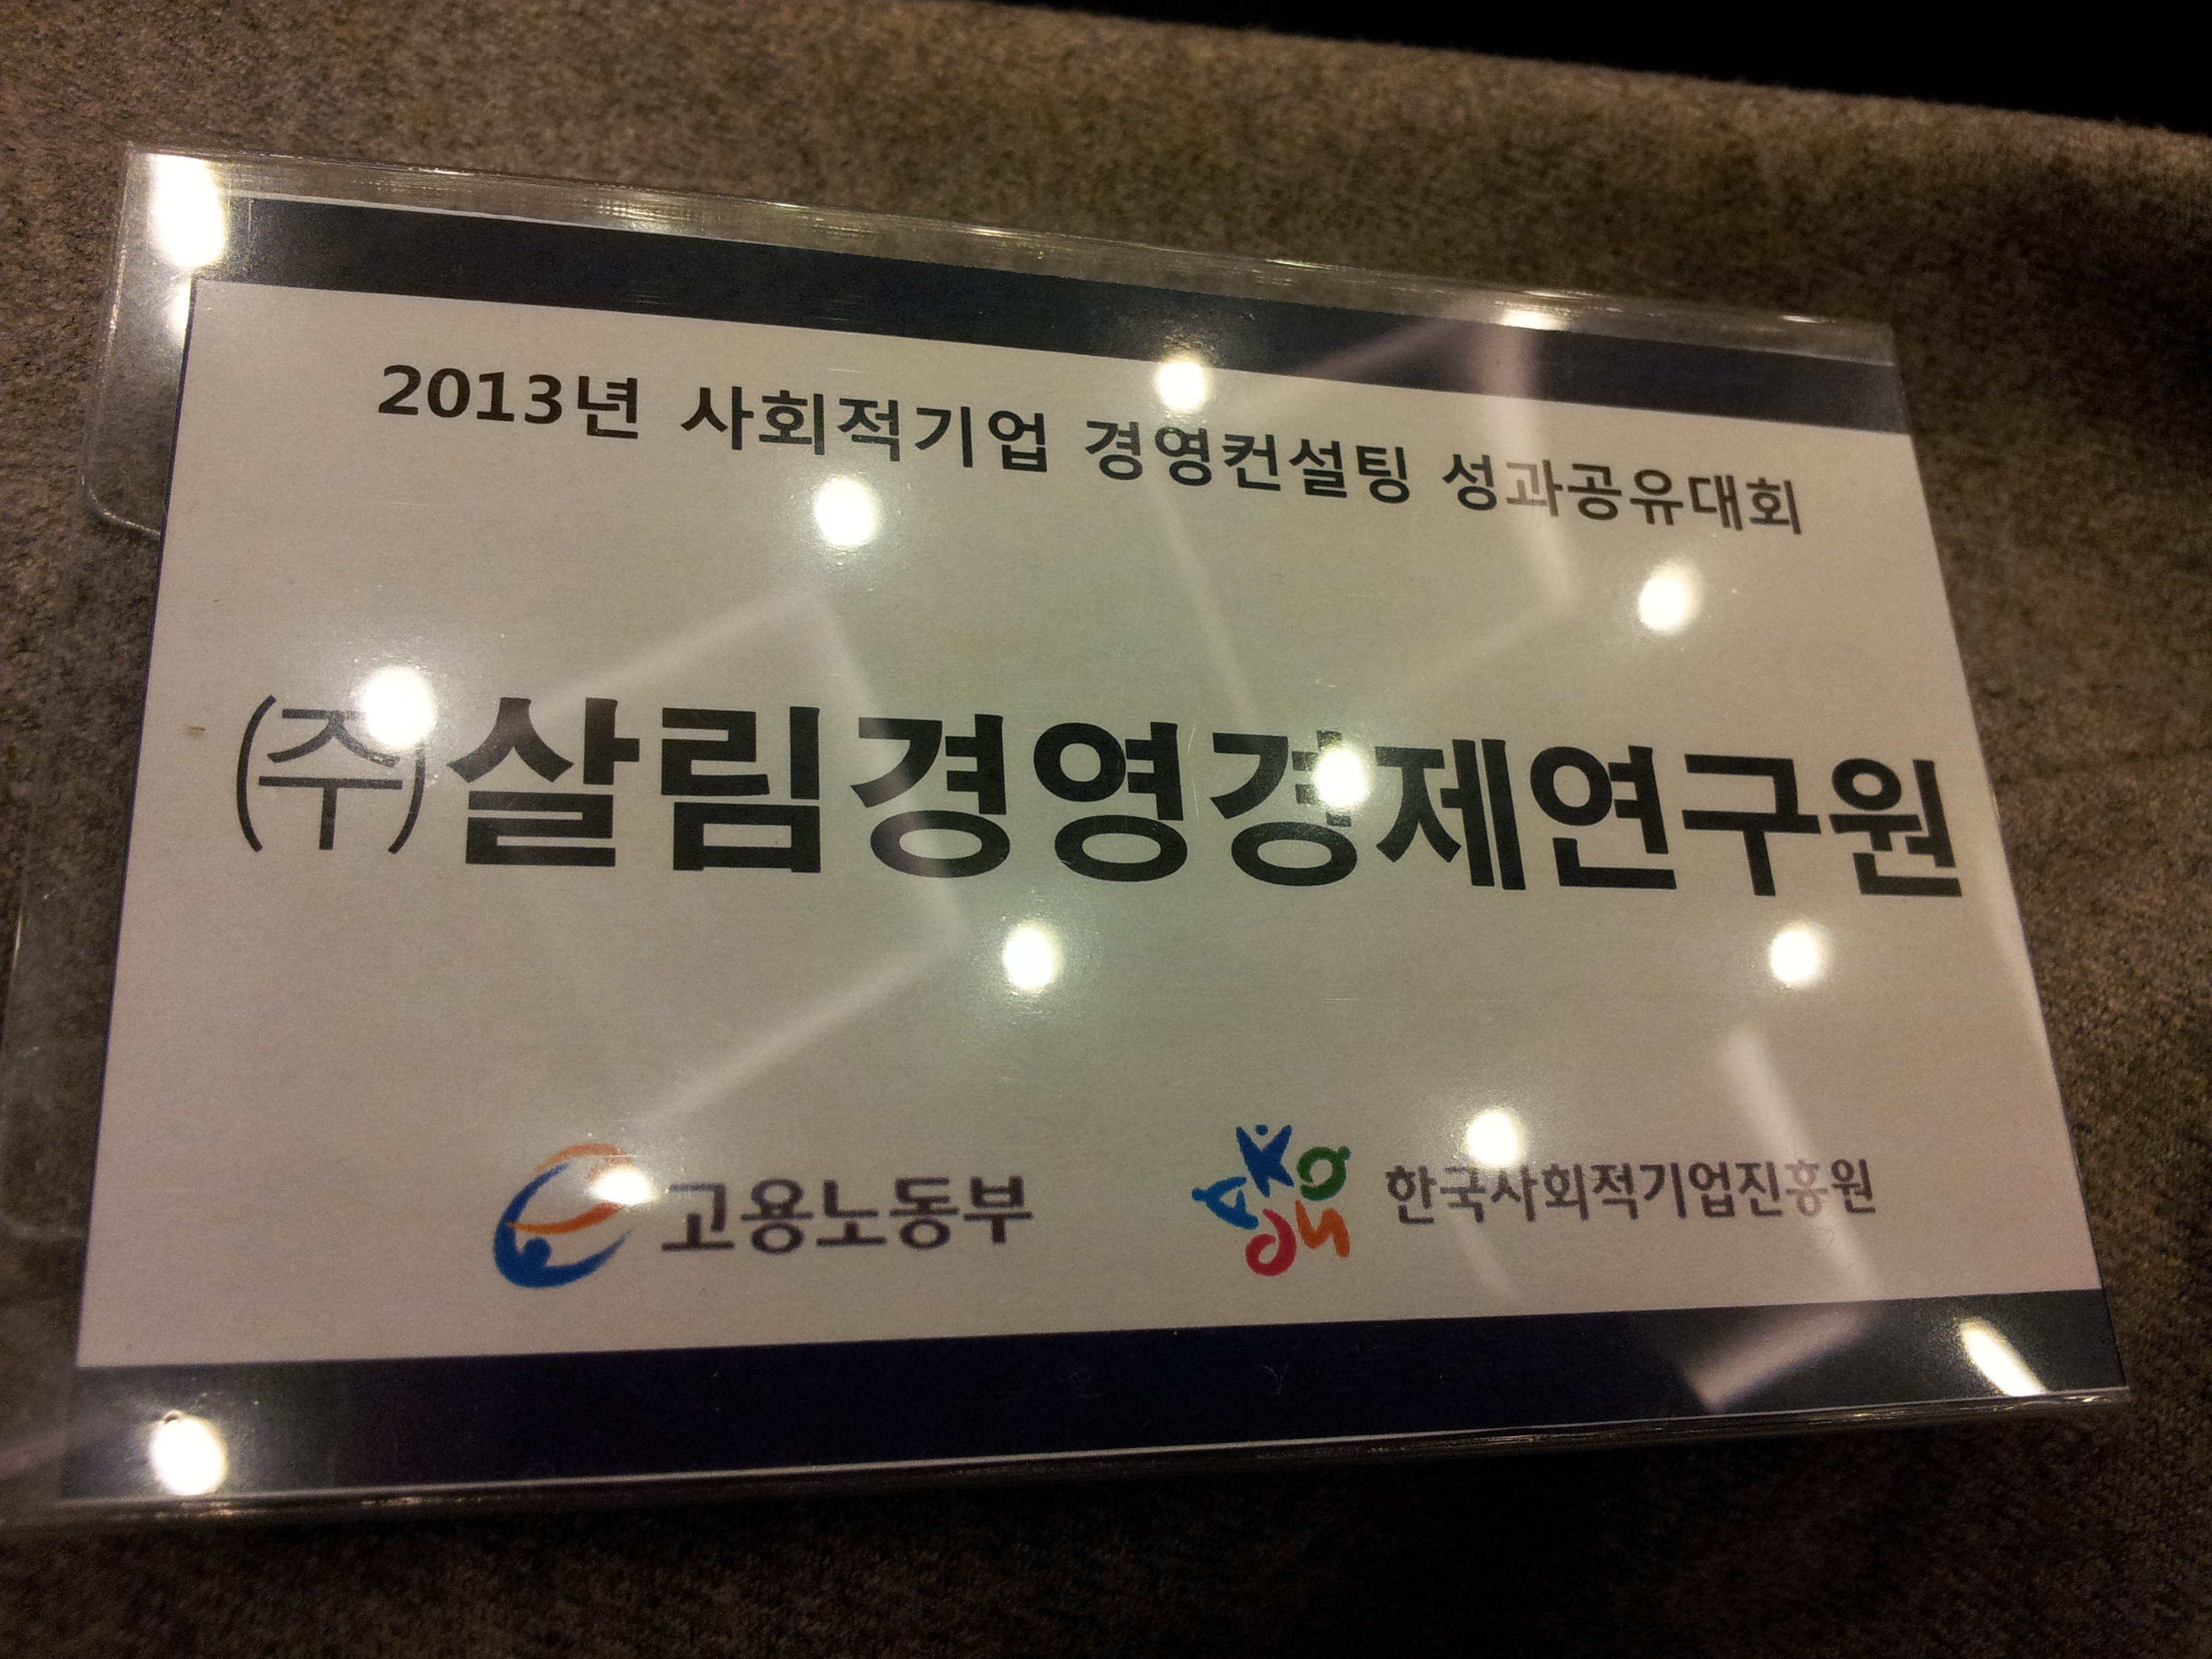 2013년 사회적기업 경영컨설팅 성과공유대회
㈜살림경영경제연구원
고용노동부 한국사회적기업진흥원